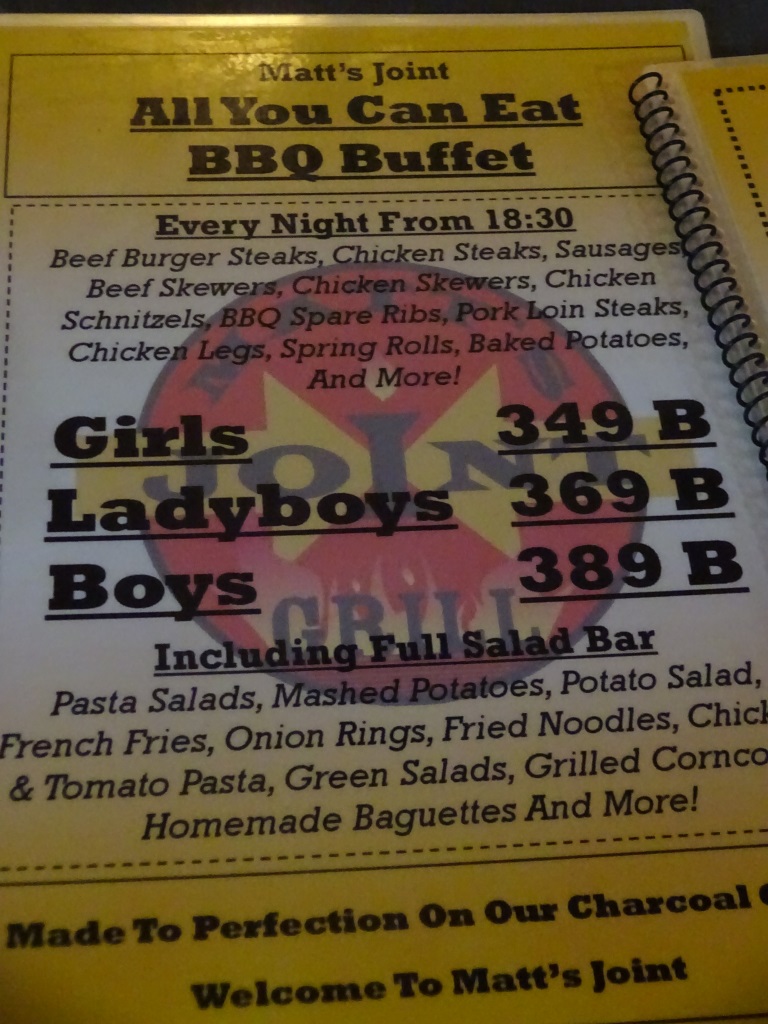 Matt's Joint
All You Can Eat
BBQ Buffet
Every Night From 18:30
Beef Burger Steaks, Chicken Steaks, Sausages
Beef Skewers, Chicken Skewers, Chicken
Schnitzels, BBQ Spare Ribs, Pork Loin Steaks,
Chicken Legs, Spring Rolls, Baked Potatoes,
And More!
MATT'S
JOINT
GRILL
Girls 349 B
Ladyboys 369 B
Boys 389 B
Including Full Salad Bar
Pasta Salads, Mashed Potatoes, Potato Salad,
French Fries, Onion Rings, Fried Noodles, Chick
& Tomato Pasta, Green Salads, Grilled Cornco
Homemade Baguettes And More!
Made To Perfection On Our Charcoal
Welcome To Matt's Joint